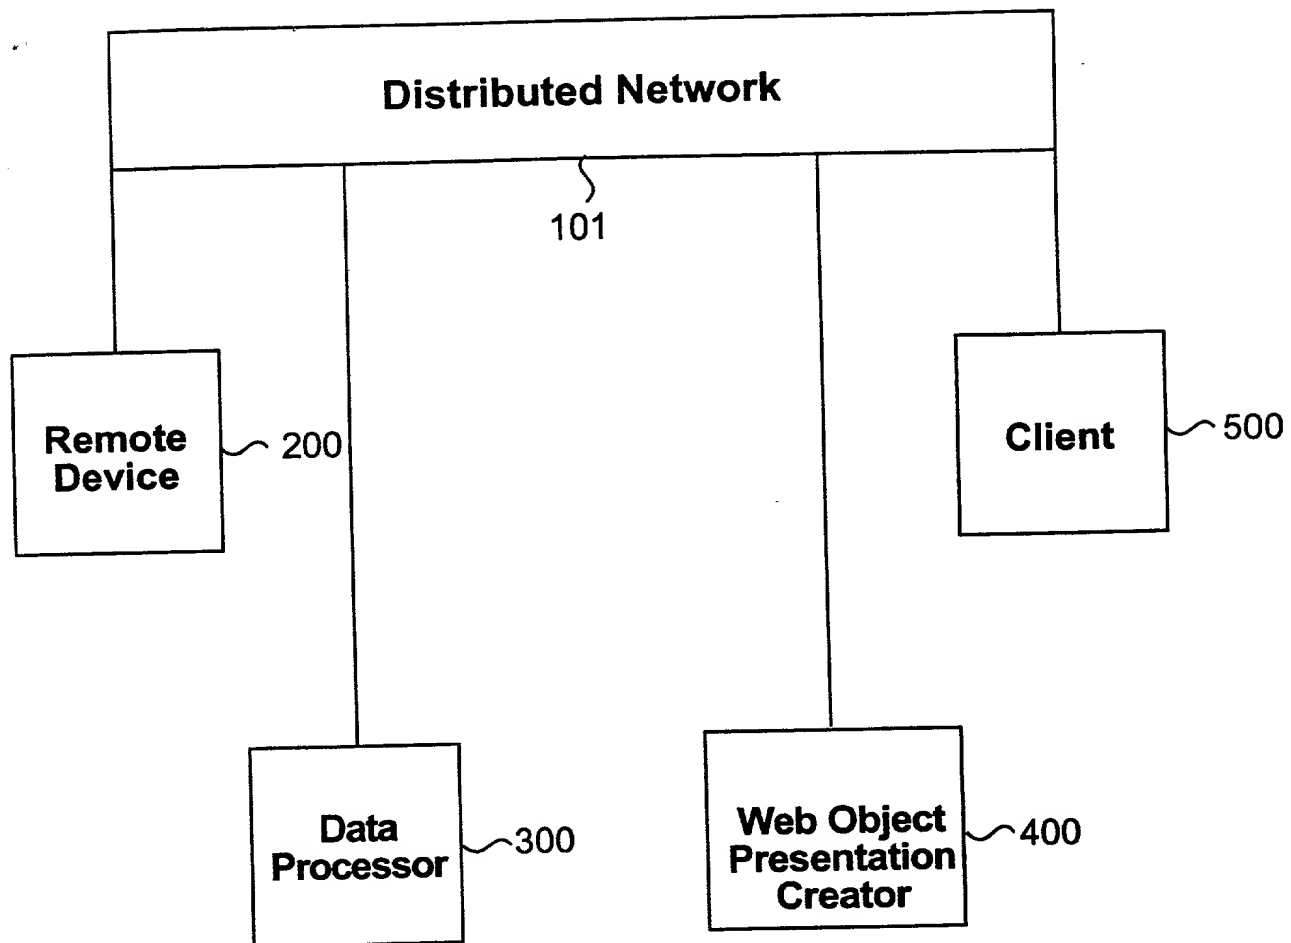 Distributed Network
101
Remote
Device
200
Client
500
Data
Processor
300
Web Object
Presentation
Creator
400